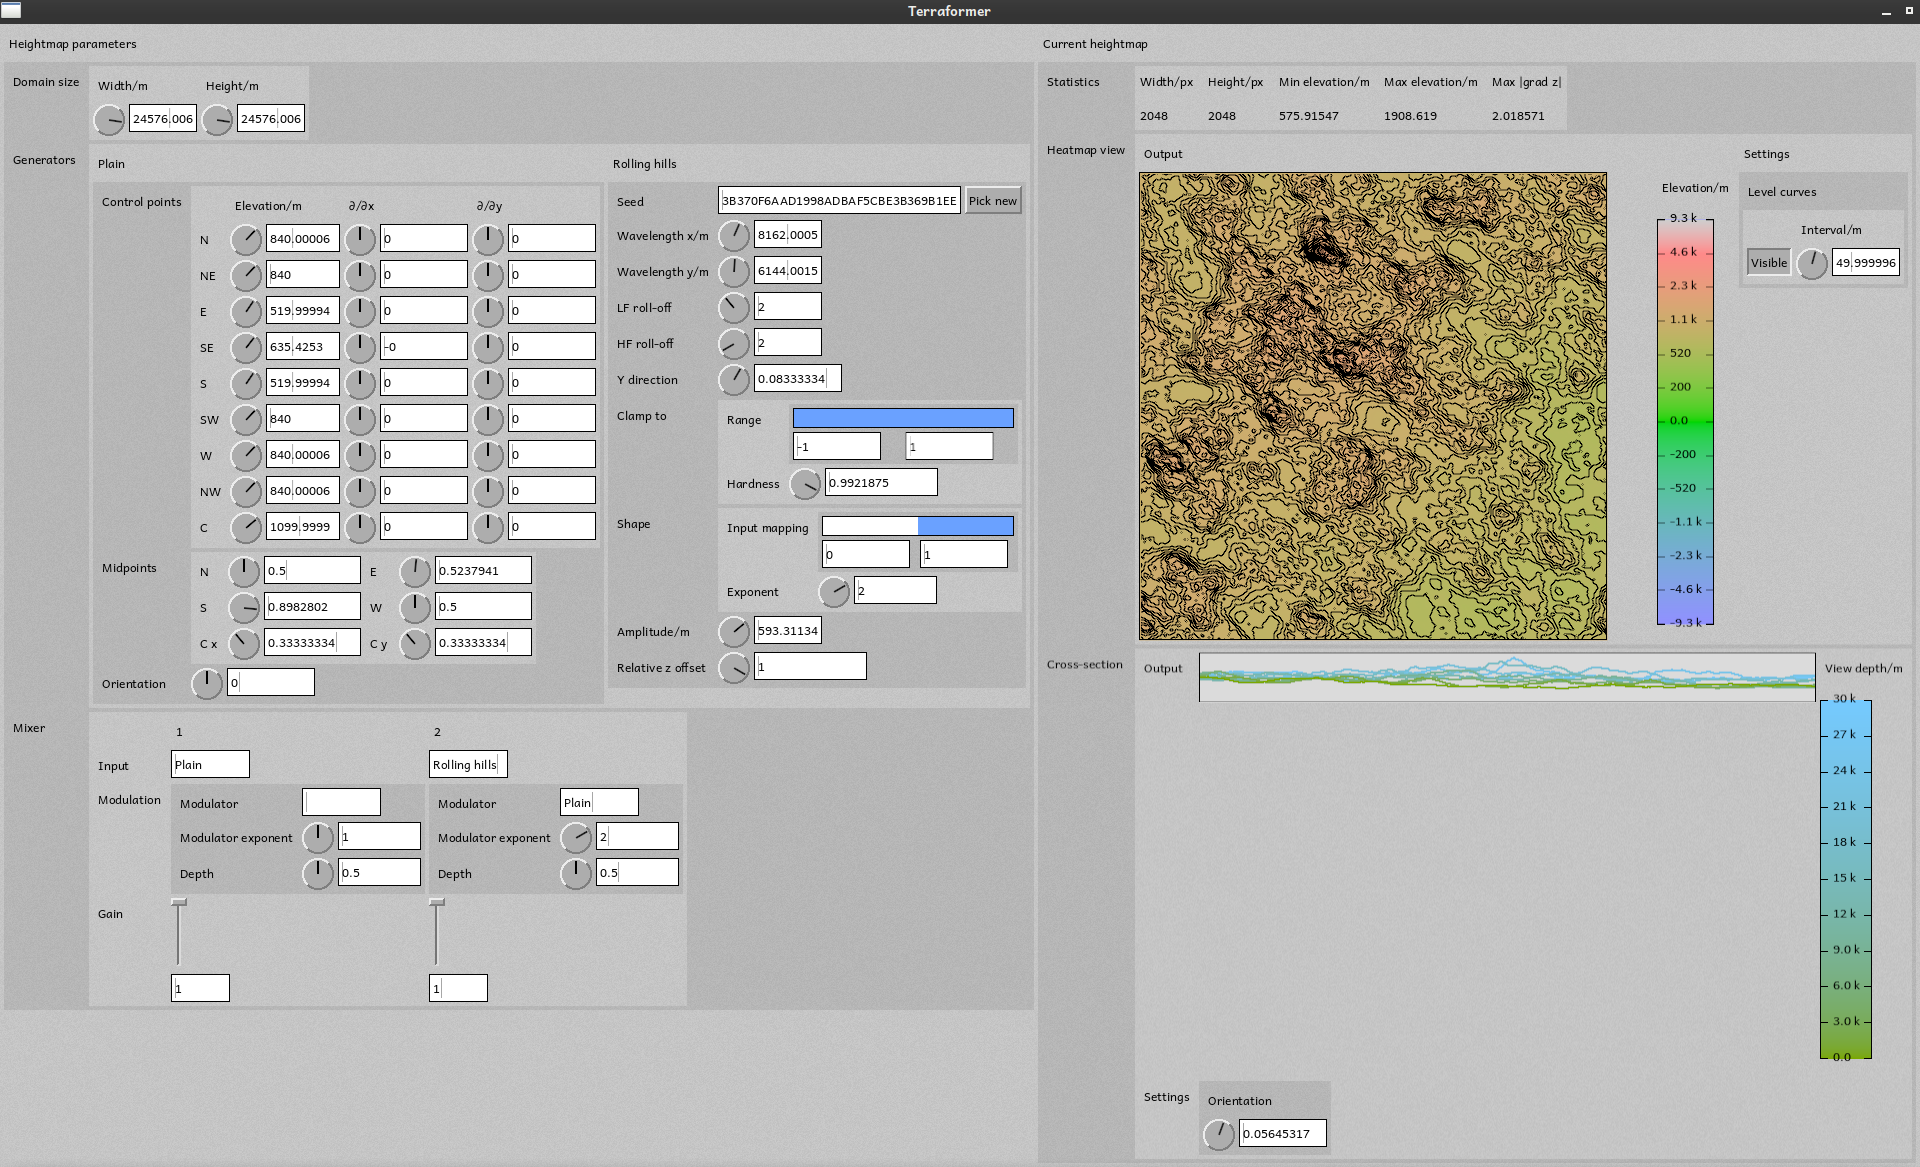 Terraformer
Heightmap parameters
Domain size
Width/m Height/m
24576.006 24576.006
Generators
Plain
Control points
Elevation/m ∂/∂x ∂/∂y
N 840.00006 0 0
NE 840 0 0
E 519.99994 0 0
SE 635.4253 -0 0
S 519.99994 0 0
SW 840 0 0
W 840.00006 0 0
NW 840.00006 0 0
C 1099.9999 0 0
Midpoints
N 0.5 E 0.5237941
S 0.8982802 W 0.5
C x 0.33333334 C y 0.33333334
Orientation 0
Rolling hills
Seed 3B370F6AAD1998ADBAF5CBE3B369B1EE Pick new
Wavelength x/m 8162.0005
Wavelength y/m 6144.0015
LF roll-off 2
HF roll-off 2
Y direction 0.08333334
Clamp to
Range
-1 1
Hardness 0.9921875
Shape
Input mapping
0 1
Exponent 2
Amplitude/m 593.31134
Relative z offset 1
Mixer
1 2
Input Plain Rolling hills
Modulation
Modulator Modulator Plain
Modulator exponent 1 Modulator exponent 2
Depth 0.5 Depth 0.5
Gain
1 1
Current heightmap
Statistics
Width/px Height/px Min elevation/m Max elevation/m Max |grad z|
2048 2048 575.91547 1908.619 2.018571
Heatmap view
Output
Elevation/m
9.3 k
4.6 k
2.3 k
1.1 k
520
200
0.0
-200
-520
-1.1 k
-2.3 k
-4.6 k
-9.3 k
Settings
Level curves
Interval/m
Visible 49.999996
Cross-section
Output
View depth/m
30 k
27 k
24 k
21 k
18 k
15 k
12 k
9.0 k
6.0 k
3.0 k
0.0
Settings
Orientation
0.05645317